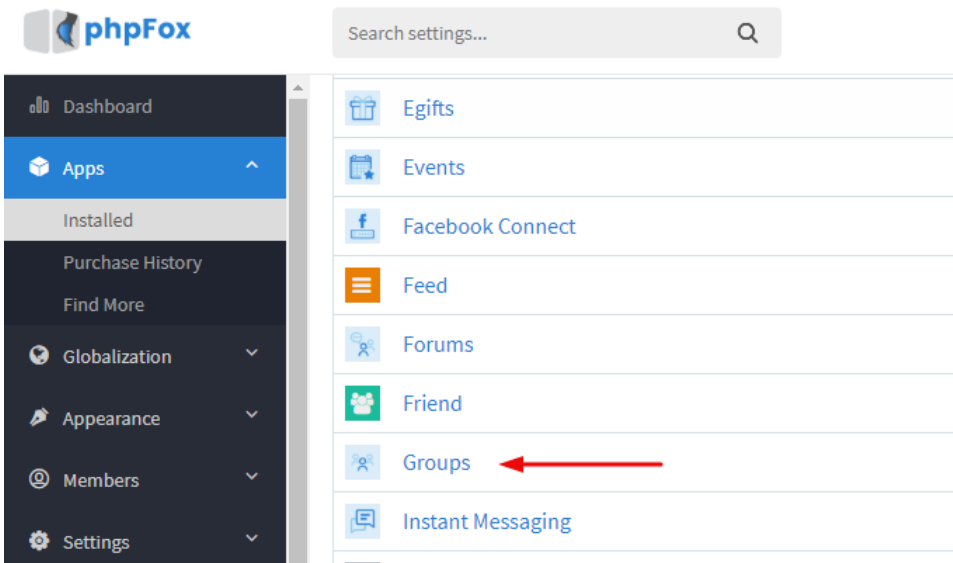 phpFox
Search settings...
Dashboard
Apps
Installed
Purchase History
Find More
Globalization
Appearance
Members
Settings
Egifts
Events
Facebook Connect
Feed
Forums
Friend
Groups
Instant Messaging